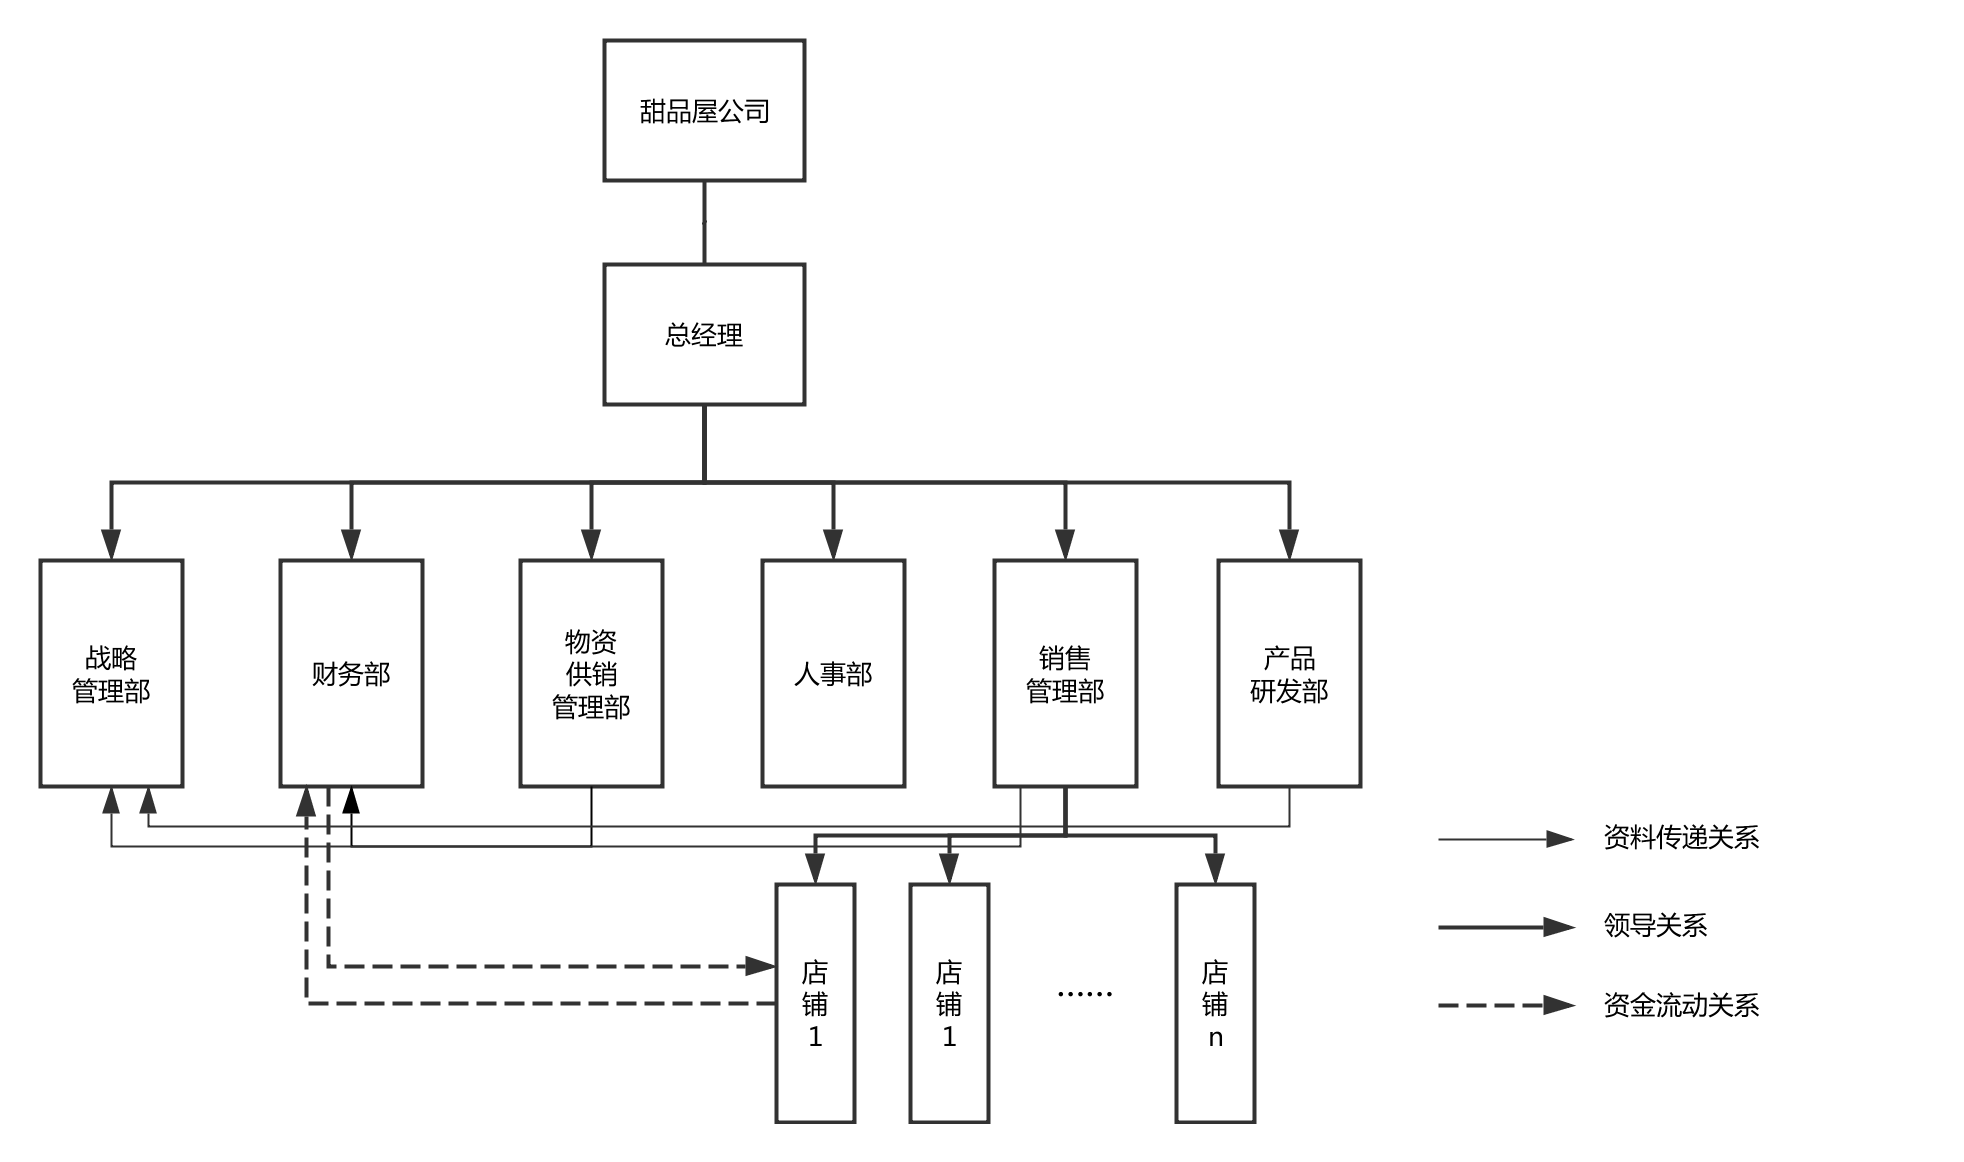 甜品屋公司
总经理
战略
管理部
财务部
物资
供销
管理部
人事部
销售
管理部
产品
研发部
店
铺
1
店
铺
1
……
店
铺
n
资料传递关系
领导关系
资金流动关系